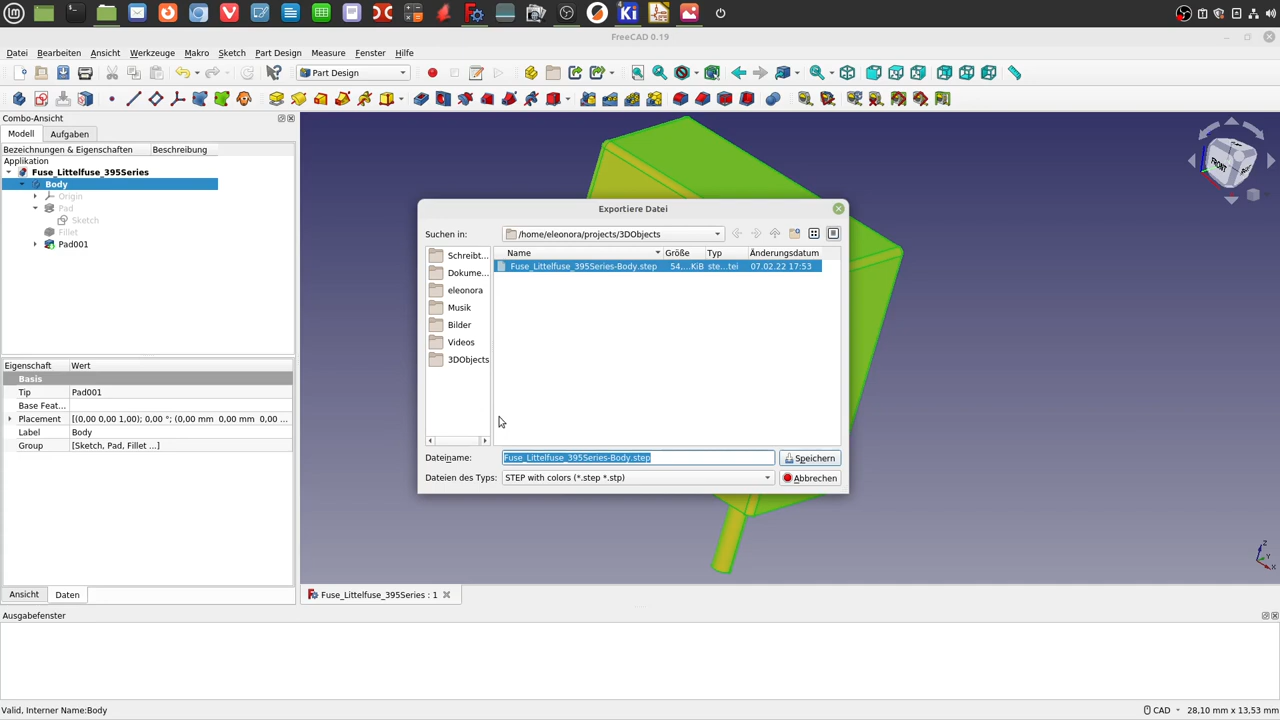 FreeCAD 0.19
Datei Bearbeiten Ansicht Werkzeuge Makro Sketch Part Design Measure Fenster Hilfe
Part Design
Combo-Ansicht
Modell Aufgaben
Bezeichnungen & Eigenschaften Beschreibung
Applikation
Fuse_Littelfuse_395Series
Body
Origin
Pad
Sketch
Fillet
Pad001
FRONT
Exportiere Datei
Suchen in: /home/eleonora/projects/3DObjects
Name Größe Typ Änderungsdatum
Fuse_Littelfuse_395Series-Body.step 54,...KiB ste...tei 07.02.22 17:53
Schreibt...
Dokume...
eleonora
Musik
Bilder
Videos
3DObjects
Dateiname: Fuse_Littelfuse_395Series-Body.step Speichern
Dateien des Typs: STEP with colors (*.step *.stp) Abbrechen
Eigenschaft Wert
Basis
Tip Pad001
Base Feat...
Placement [(0,00 0,00 1,00); 0,00 °; (0,00 mm 0,00 mm 0,00 ...
Label Body
Group [Sketch, Pad, Fillet ...]
Z
Y
X
Ansicht Daten
Fuse_Littelfuse_395Series : 1
Ausgabefenster
Valid, Interner Name:Body
CAD 28,10 mm x 13,53 mm